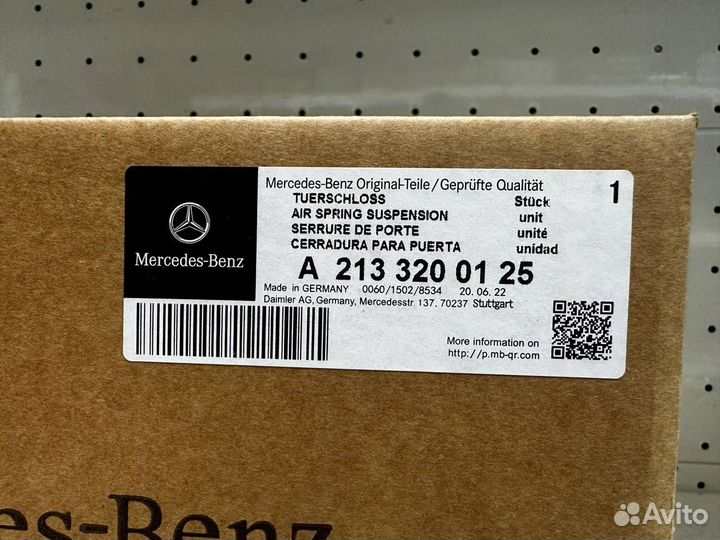 Mercedes-Benz
Mercedes-Benz Original-Teile/Geprüfte Qualität
1
TUERSCHLOSS Stück
AIR SPRING SUSPENSION unit
SERRURE DE PORTE unité
CERRADURA PARA PUERTA unidad
A 213 320 01 25
Made in GERMANY 0060/1502/8534 20. 06. 22
Daimler AG, Germany, Mercedesstr. 137. 70237 Stuttgart
More information on
http://p.mb-qr.com
es-Benz
Avito